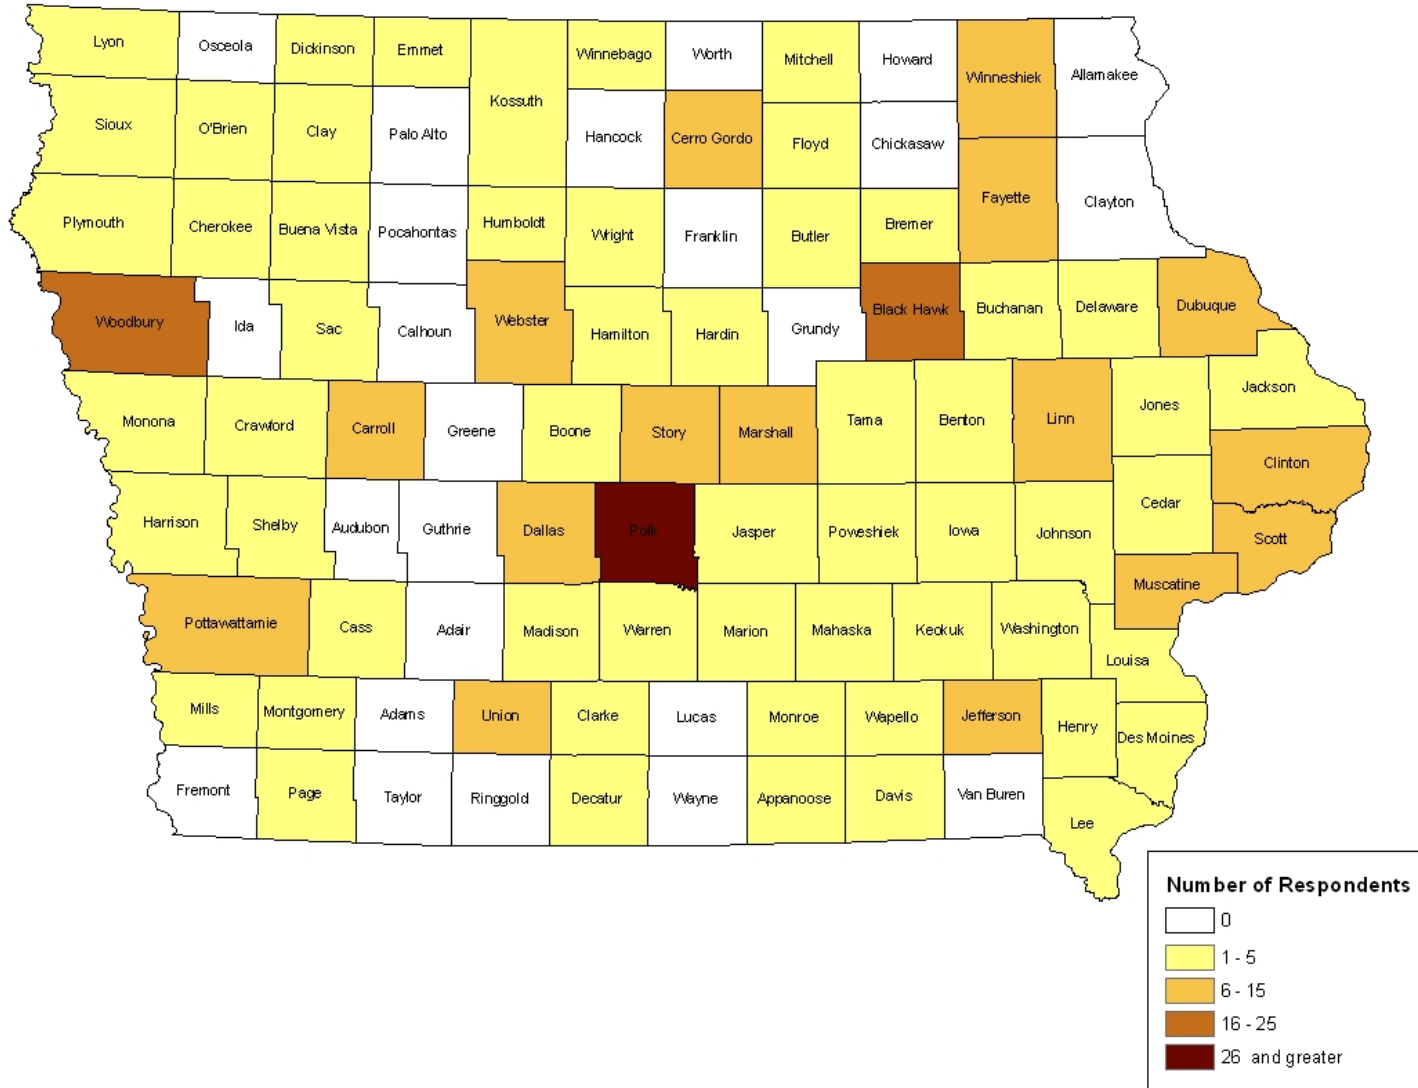 Lyon
Osceola
Dickinson
Emmet
Kossuth
Winnebago
Worth
Mitchell
Howard
Winneshiek
Allamakee
Sioux
O'Brien
Clay
Palo Alto
Hancock
Cerro Gordo
Floyd
Chickasaw
Fayette
Clayton
Plymouth
Cherokee
Buena Vista
Pocahontas
Humboldt
Wright
Franklin
Butler
Bremer
Woodbury
Ida
Sac
Calhoun
Webster
Hamilton
Hardin
Grundy
Black Hawk
Buchanan
Delaware
Dubuque
Monona
Crawford
Carroll
Greene
Boone
Story
Marshall
Tama
Benton
Linn
Jones
Jackson
Clinton
Harrison
Shelby
Audubon
Guthrie
Dallas
Polk
Jasper
Poweshiek
Iowa
Johnson
Cedar
Scott
Muscatine
Pottawattamie
Cass
Adair
Madison
Warren
Marion
Mahaska
Keokuk
Washington
Louisa
Mills
Montgomery
Adams
Union
Clarke
Lucas
Monroe
Wapello
Jefferson
Henry
Des Moines
Fremont
Page
Taylor
Ringgold
Decatur
Wayne
Appanoose
Davis
Van Buren
Lee
Number of Respondents
0
1 - 5
6 - 15
16 - 25
26 and greater